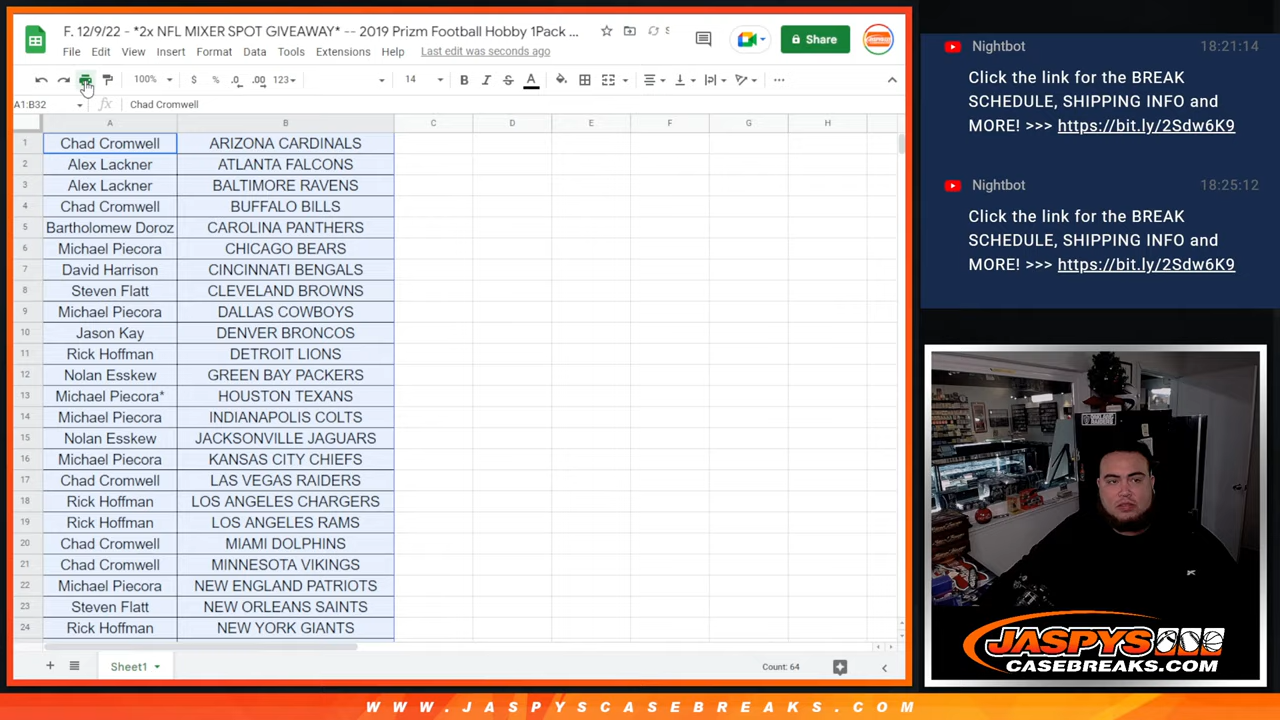 F. 12/9/22 - *2x NFL MIXER SPOT GIVEAWAY* -- 2019 Prizm Football Hobby 1Pack ...
File Edit View Insert Format Data Tools Extensions Help Last edit was seconds ago
Share
100% $ % .0 .00 123 14 B I S A
A1:B32 fx Chad Cromwell
A B C D E F G H
1 Chad Cromwell ARIZONA CARDINALS
2 Alex Lackner ATLANTA FALCONS
3 Alex Lackner BALTIMORE RAVENS
4 Chad Cromwell BUFFALO BILLS
5 Bartholomew Doroz CAROLINA PANTHERS
6 Michael Piecora CHICAGO BEARS
7 David Harrison CINCINNATI BENGALS
8 Steven Flatt CLEVELAND BROWNS
9 Michael Piecora DALLAS COWBOYS
10 Jason Kay DENVER BRONCOS
11 Rick Hoffman DETROIT LIONS
12 Nolan Esskew GREEN BAY PACKERS
13 Michael Piecora* HOUSTON TEXANS
14 Michael Piecora INDIANAPOLIS COLTS
15 Nolan Esskew JACKSONVILLE JAGUARS
16 Michael Piecora KANSAS CITY CHIEFS
17 Chad Cromwell LAS VEGAS RAIDERS
18 Rick Hoffman LOS ANGELES CHARGERS
19 Rick Hoffman LOS ANGELES RAMS
20 Chad Cromwell MIAMI DOLPHINS
21 Chad Cromwell MINNESOTA VIKINGS
22 Michael Piecora NEW ENGLAND PATRIOTS
23 Steven Flatt NEW ORLEANS SAINTS
24 Rick Hoffman NEW YORK GIANTS
Sheet1 Count: 64
Nightbot 18:21:14
Click the link for the BREAK
SCHEDULE, SHIPPING INFO and
MORE! >>> https://bit.ly/2Sdw6K9
Nightbot 18:25:12
Click the link for the BREAK
SCHEDULE, SHIPPING INFO and
MORE! >>> https://bit.ly/2Sdw6K9
JASPYS
CASEBREAKS.COM
WWW.JASPYSCASEBREAKS.COM